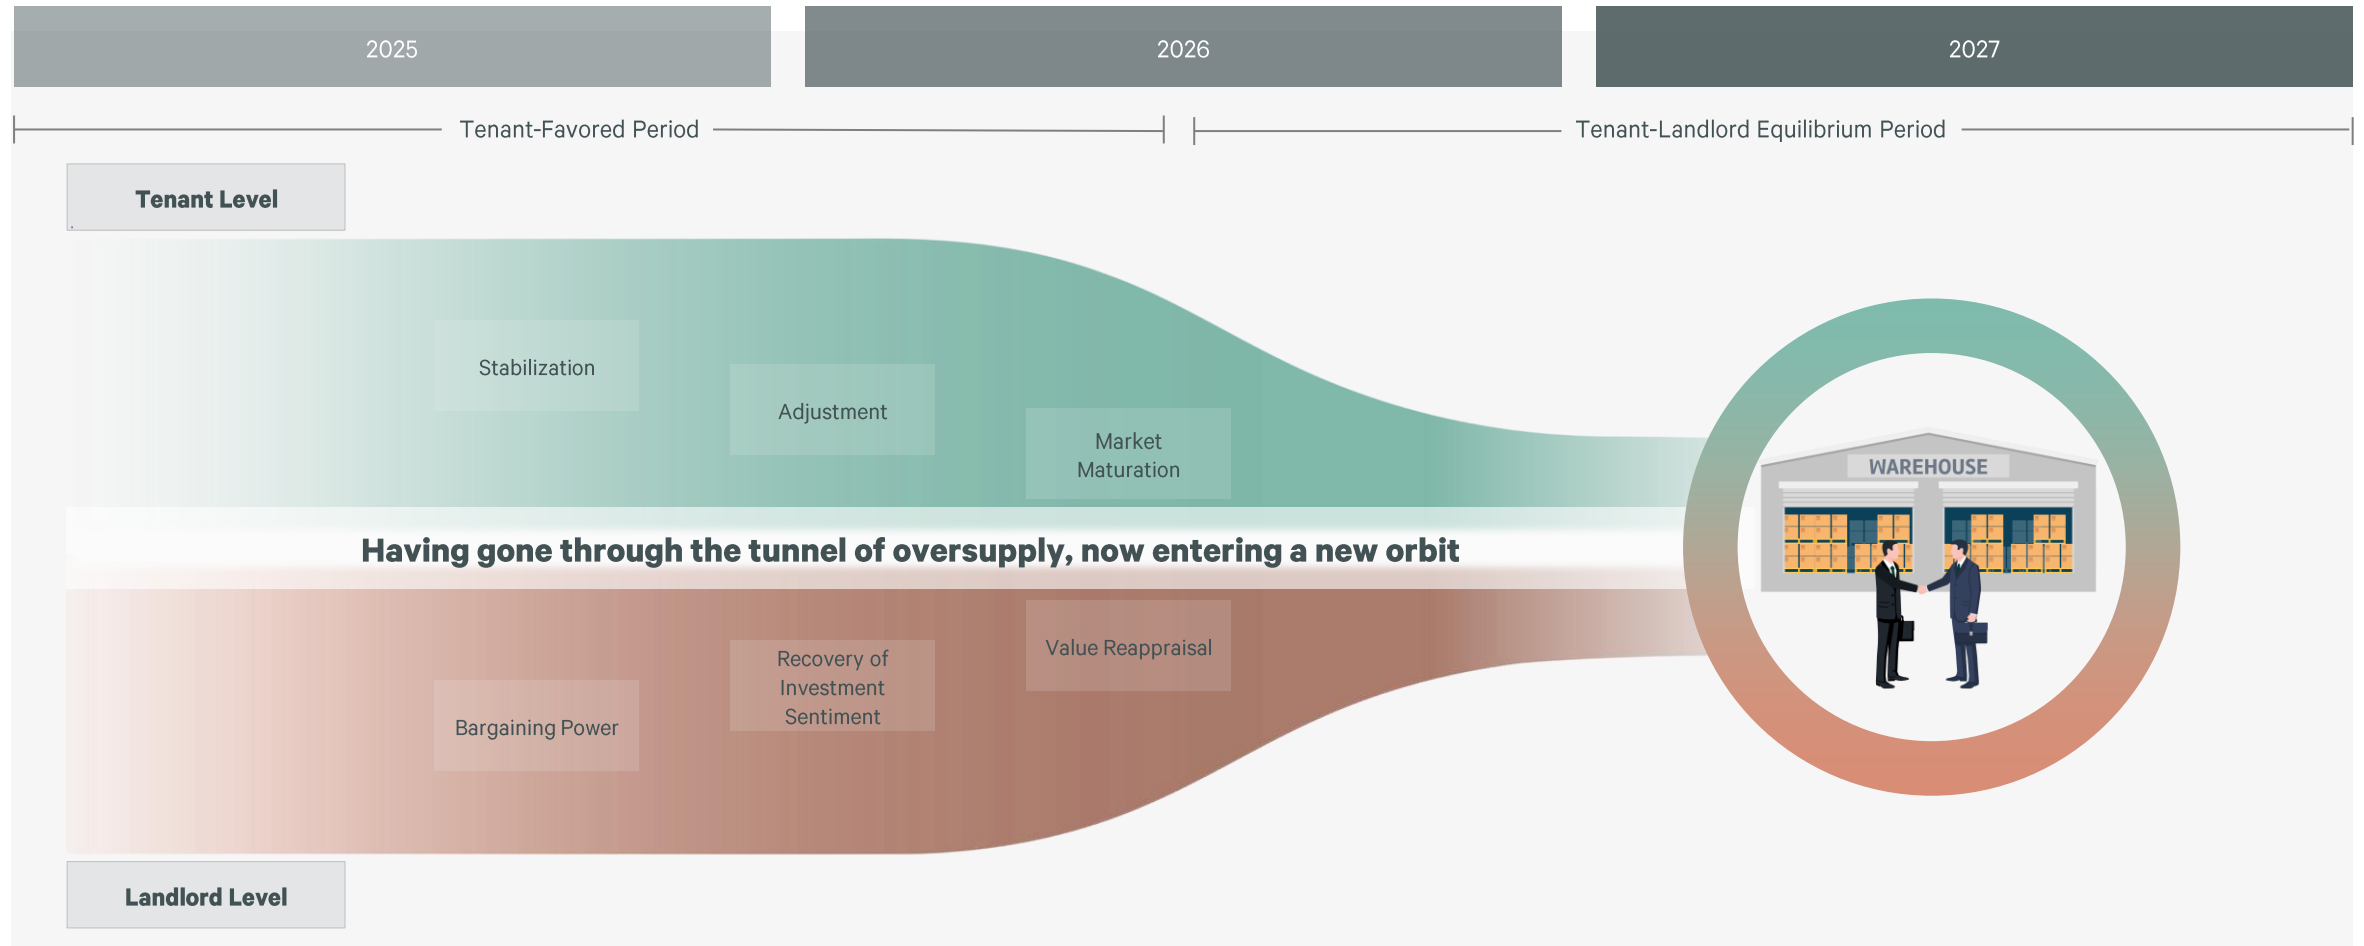 2025
2026
2027
Tenant-Favored Period
Tenant-Landlord Equilibrium Period
Tenant Level
Stabilization
Adjustment
Market
Maturation
WAREHOUSE
Having gone through the tunnel of oversupply, now entering a new orbit
Value Reappraisal
Recovery of
Investment
Sentiment
Bargaining Power
Landlord Level